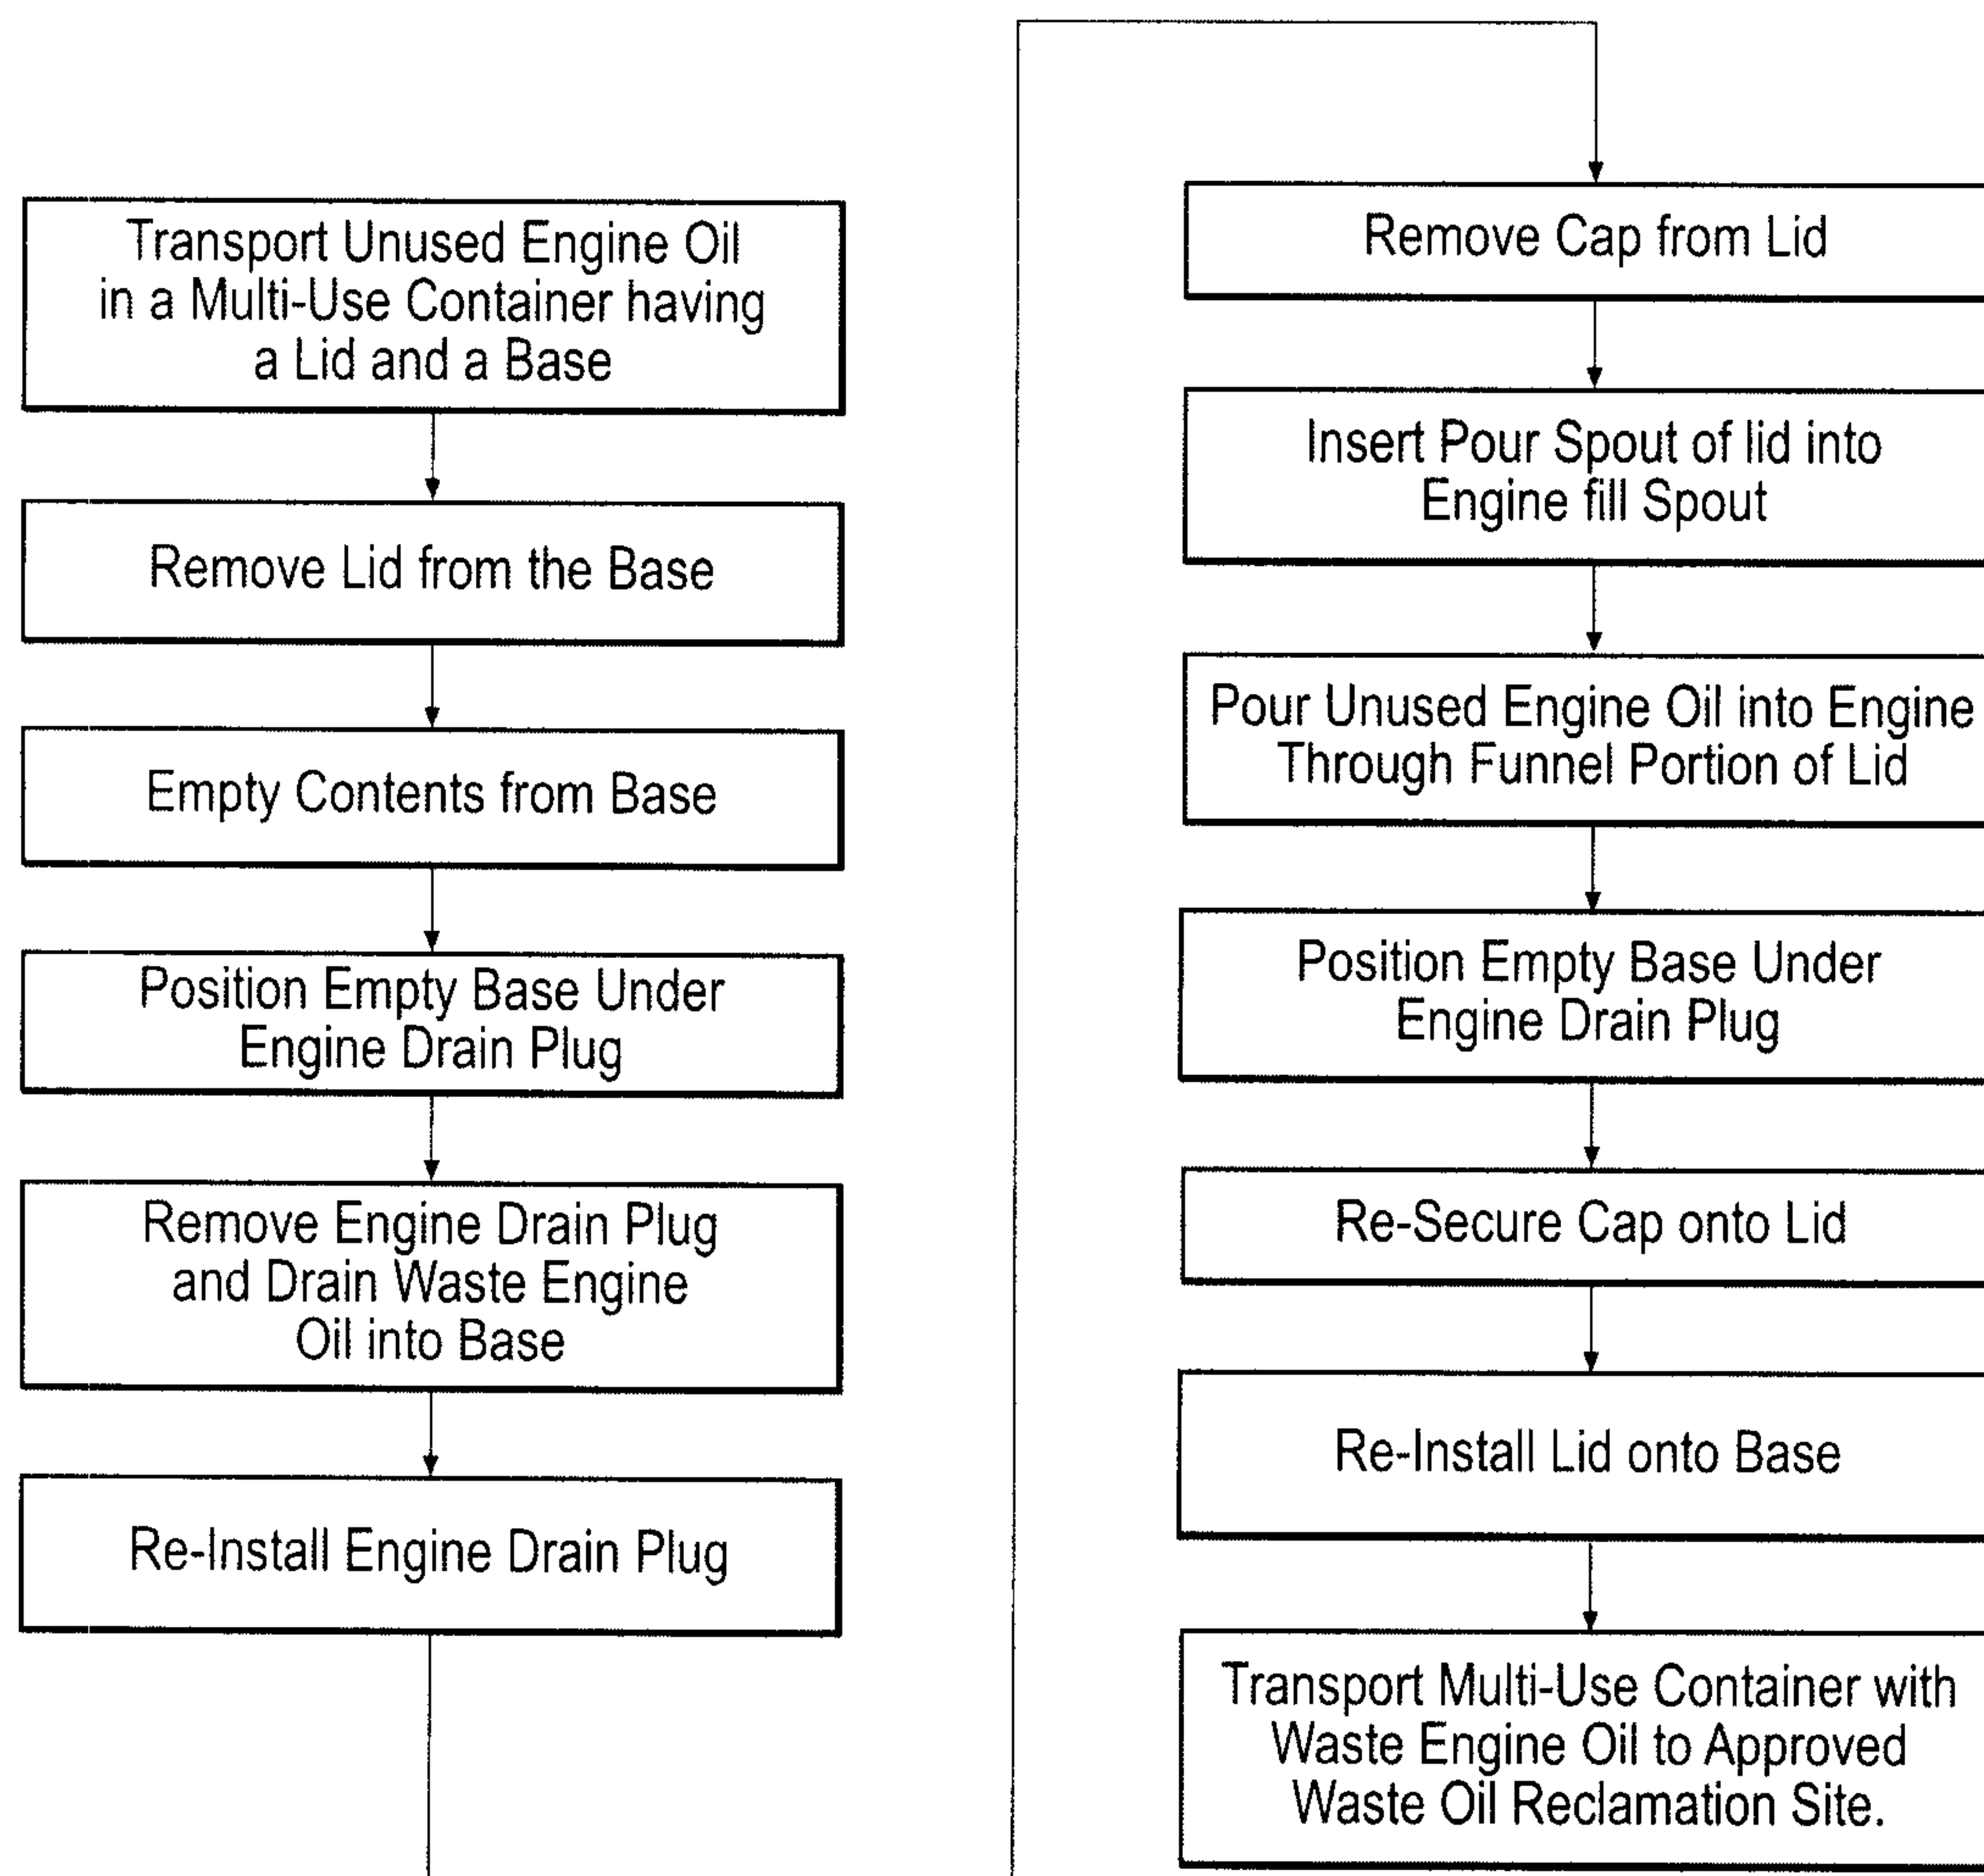 Transport Unused Engine Oil
in a Multi-Use Container having
a Lid and a Base
Remove Lid from the Base
Empty Contents from Base
Position Empty Base Under
Engine Drain Plug
Remove Engine Drain Plug
and Drain Waste Engine
Oil into Base
Re-Install Engine Drain Plug
Remove Cap from Lid
Insert Pour Spout of lid into
Engine fill Spout
Pour Unused Engine Oil into Engine
Through Funnel Portion of Lid
Position Empty Base Under
Engine Drain Plug
Re-Secure Cap onto Lid
Re-Install Lid onto Base
Transport Multi-Use Container with
Waste Engine Oil to Approved
Waste Oil Reclamation Site.